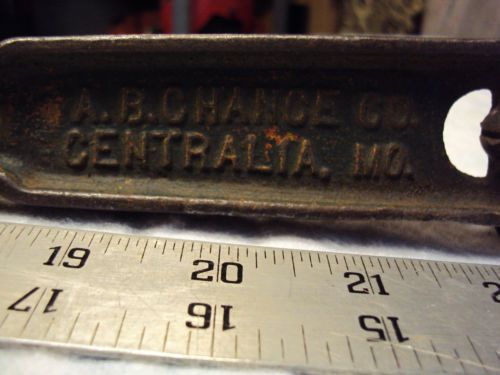 A.B.CHANCE CO.
CENTRALIA, MO.
19 20 21
17 16 15